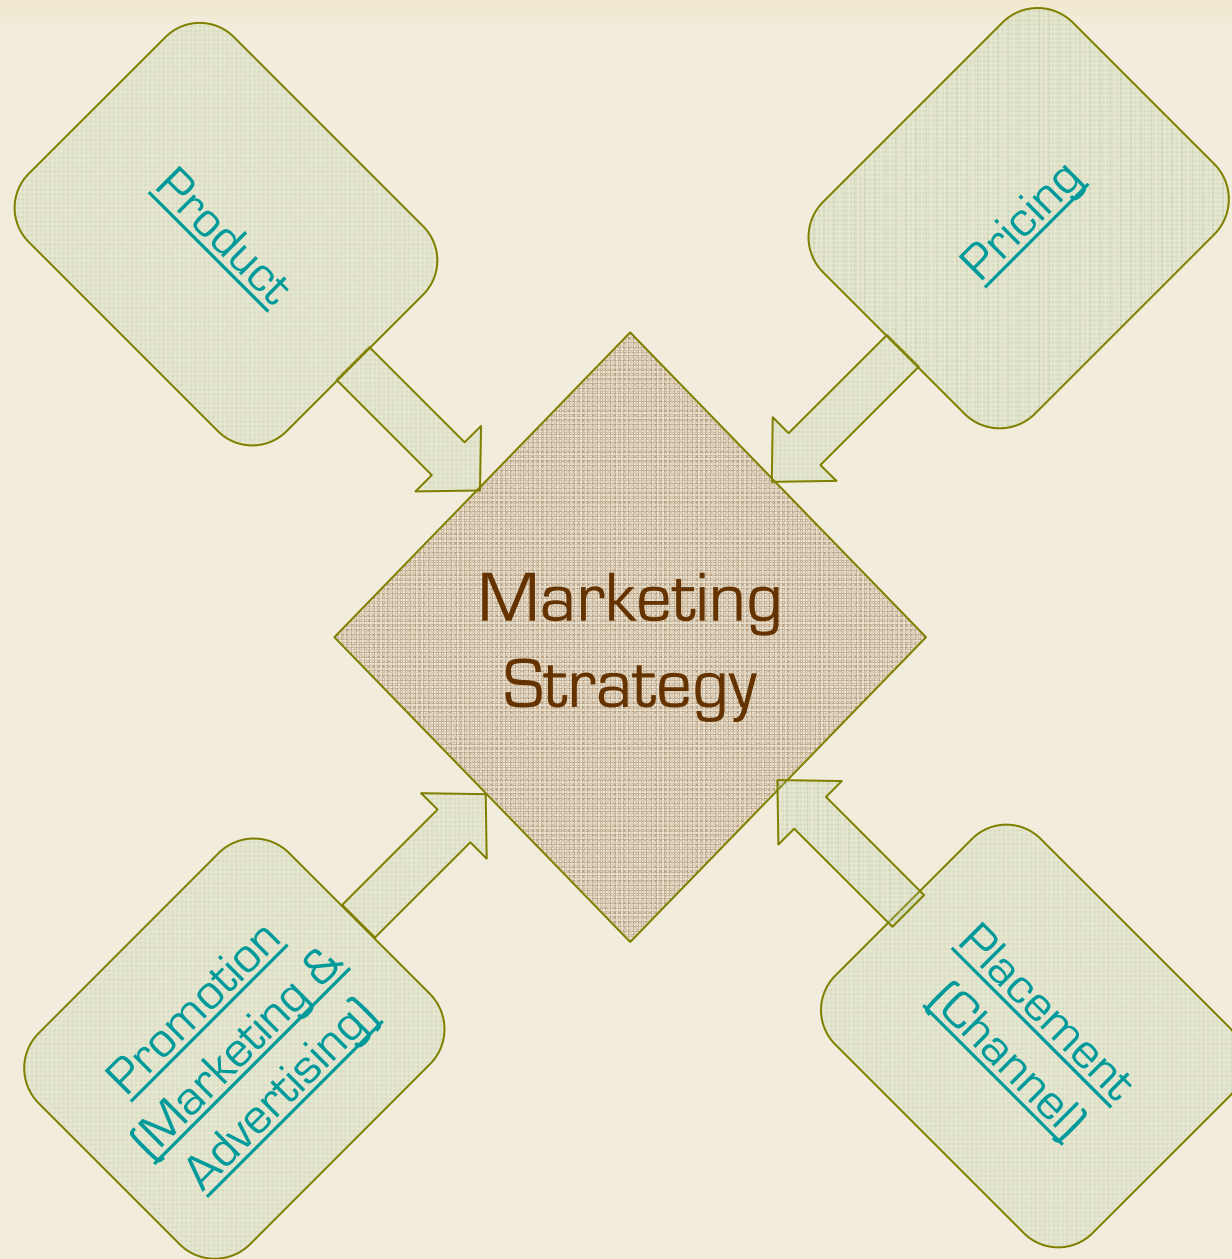 Product
Pricing
Marketing
Strategy
Promotion
(Marketing &
Advertising)
Placement
(Channel)